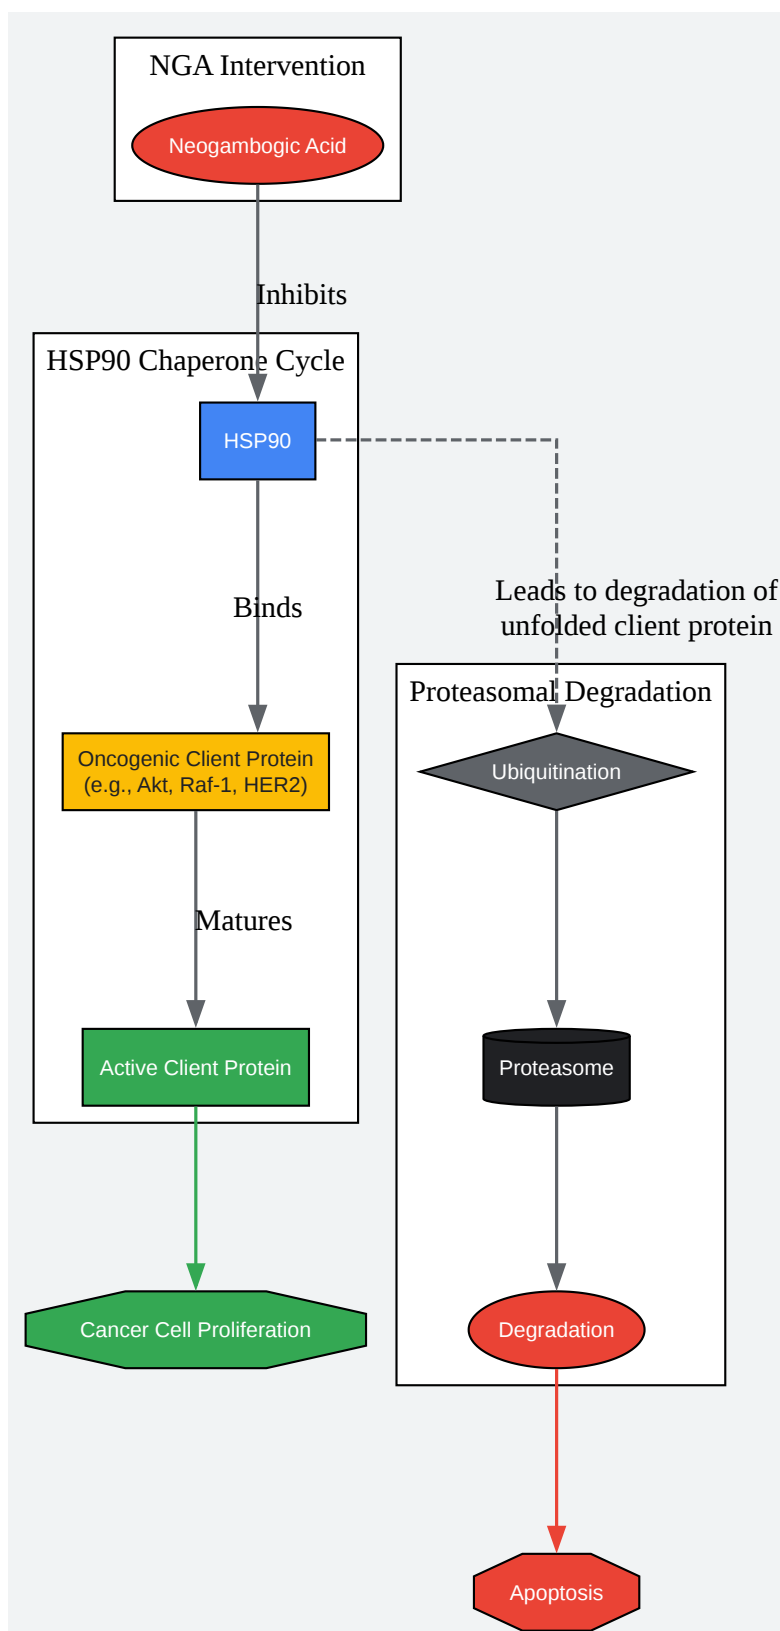 NGA Intervention
Neogambogic Acid
Inhibits
HSP90 Chaperone Cycle
HSP90
Binds
Leads to degradation of
unfolded client protein
Proteasomal Degradation
Oncogenic Client Protein
(e.g., Akt, Raf-1, HER2)
Ubiquitination
Matures
Active Client Protein
Proteasome
Cancer Cell Proliferation
Degradation
Apoptosis